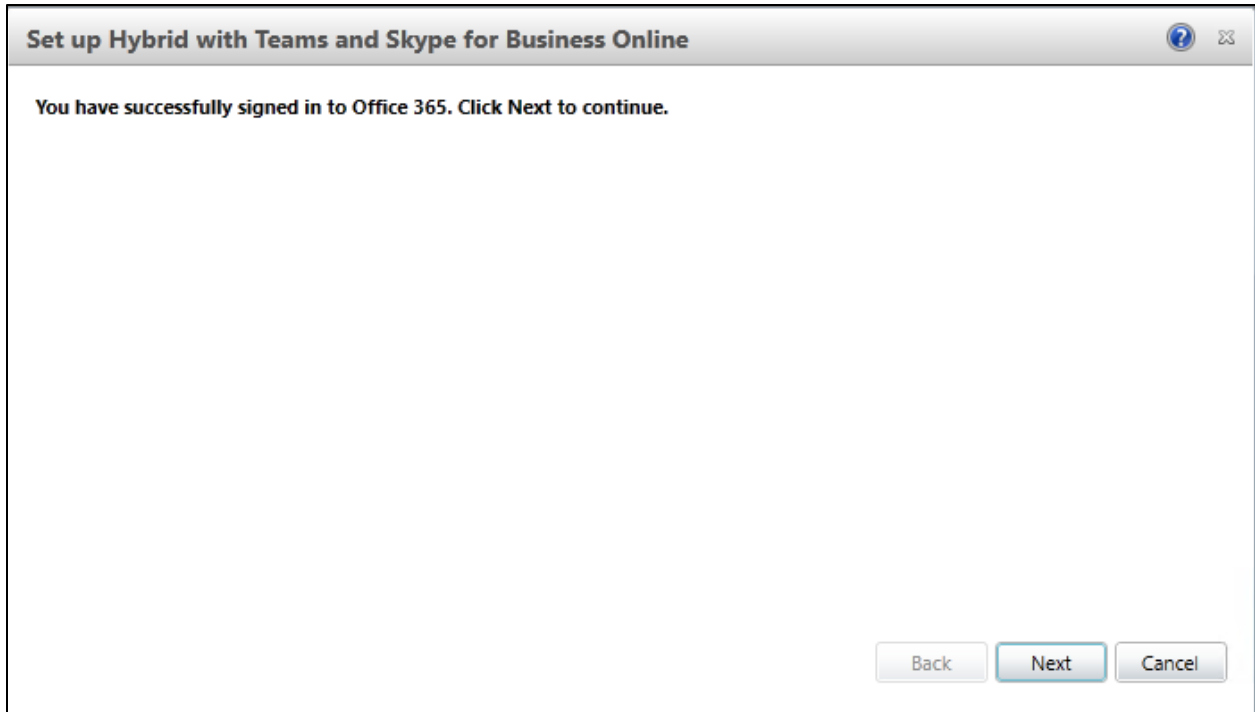 Set up Hybrid with Teams and Skype for Business Online
You have successfully signed in to Office 365. Click Next to continue.
Back Next Cancel